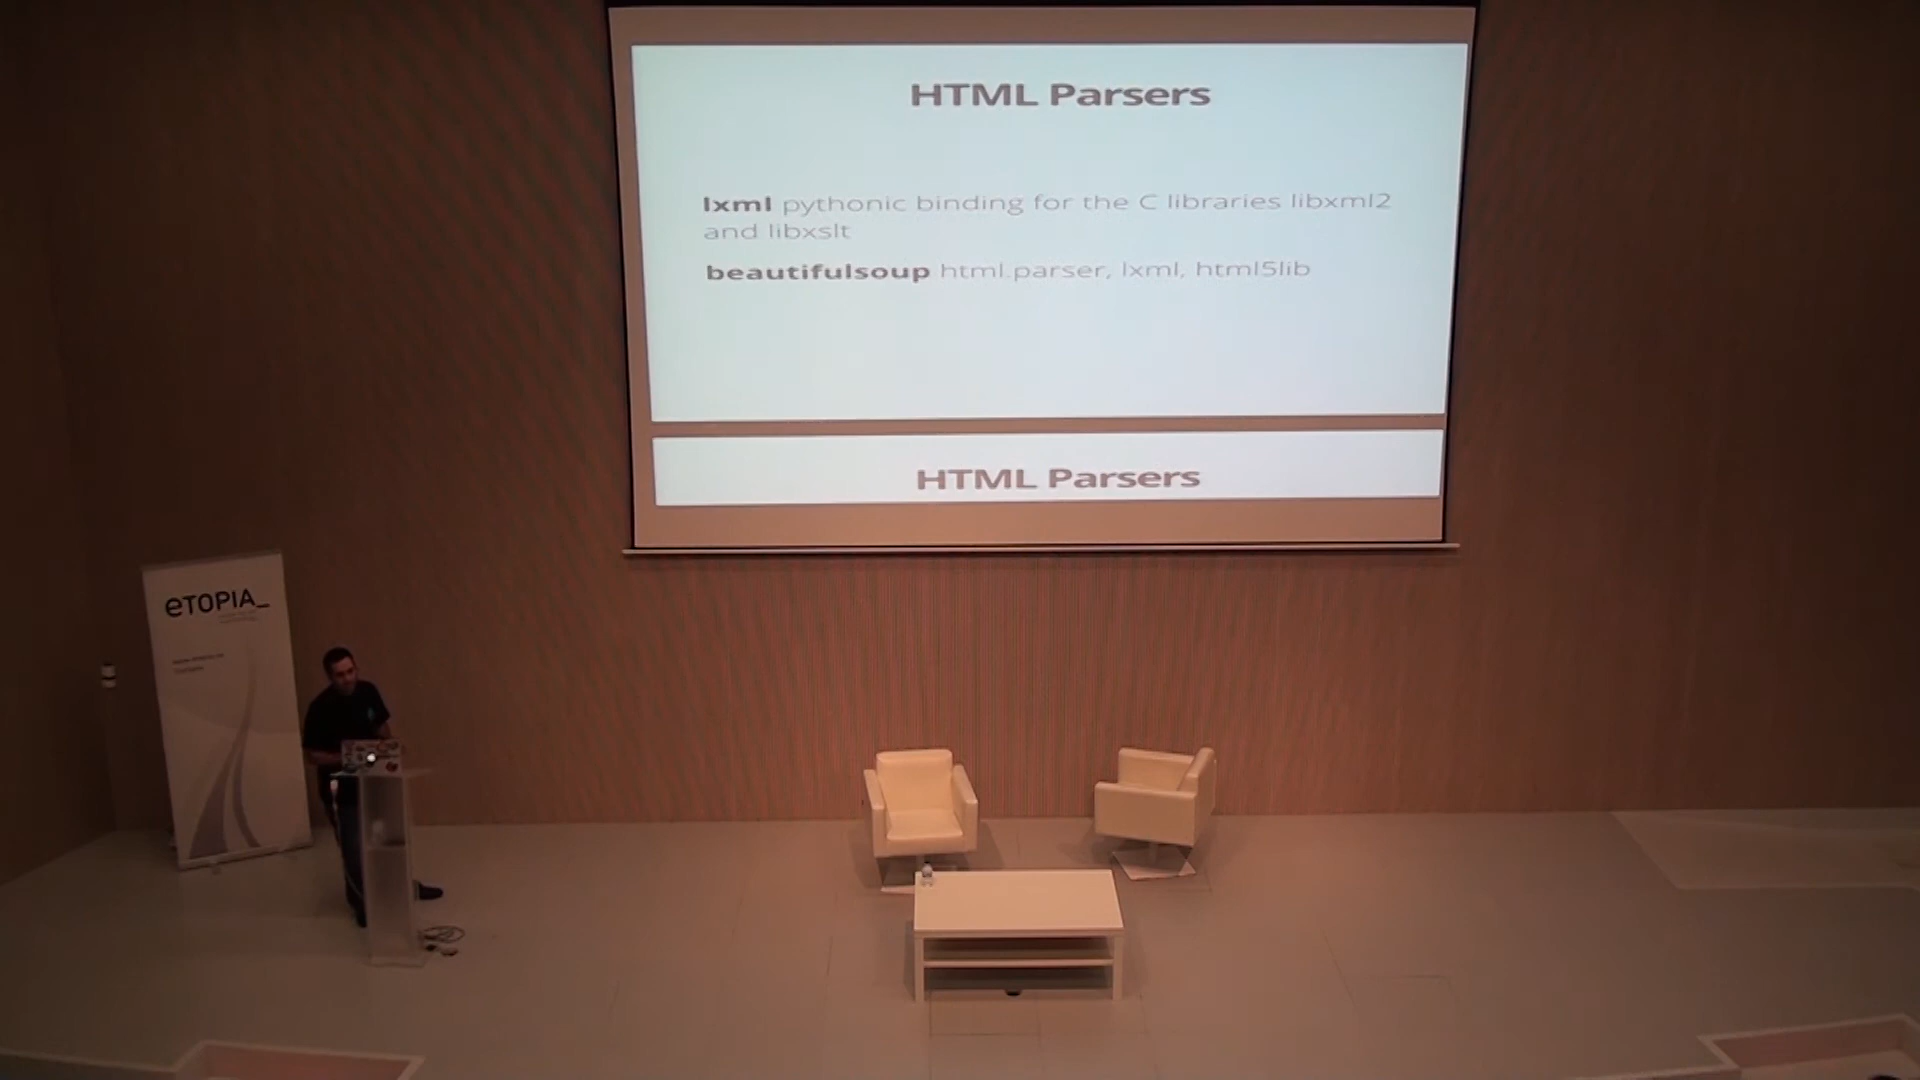 HTML Parsers
lxml pythonic binding for the C libraries libxml2
and libxslt
beautifulsoup html.parser, lxml, html5lib
HTML Parsers
eTOPIA_